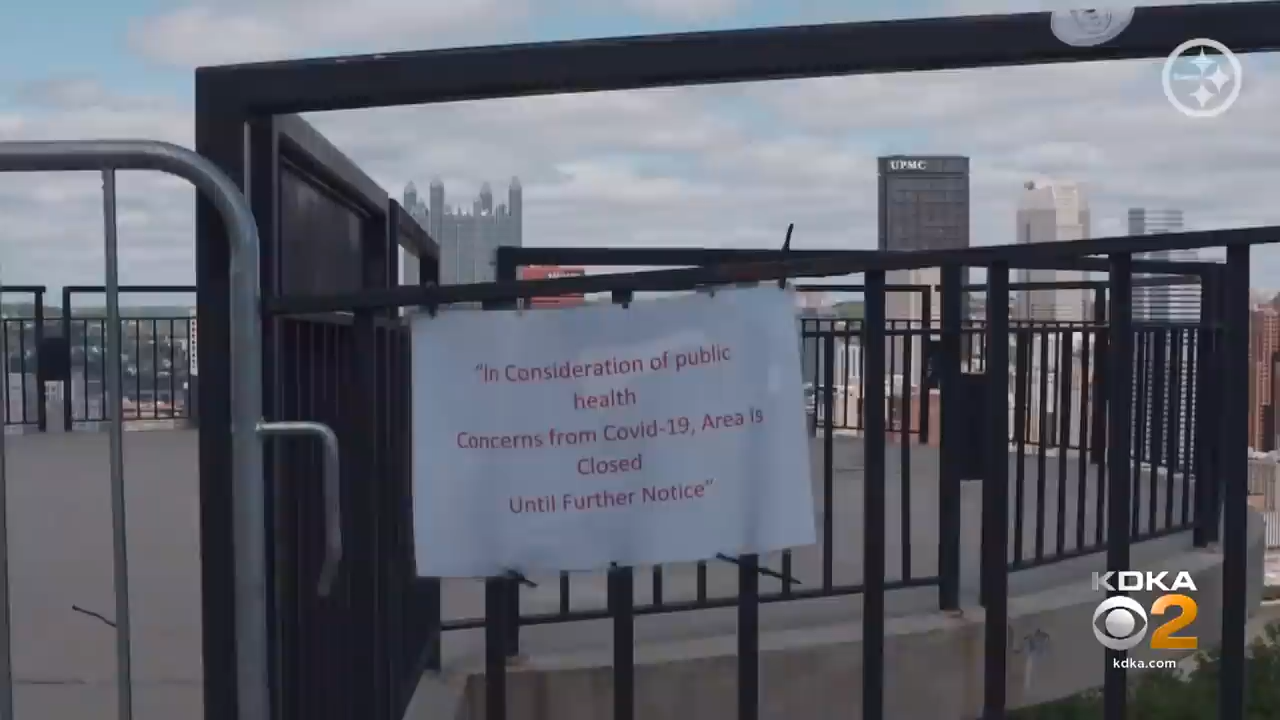 UPMC
"In Consideration of public
health
Concerns from Covid-19, Area is
Closed
Until Further Notice"
KDKA
2
kdka.com